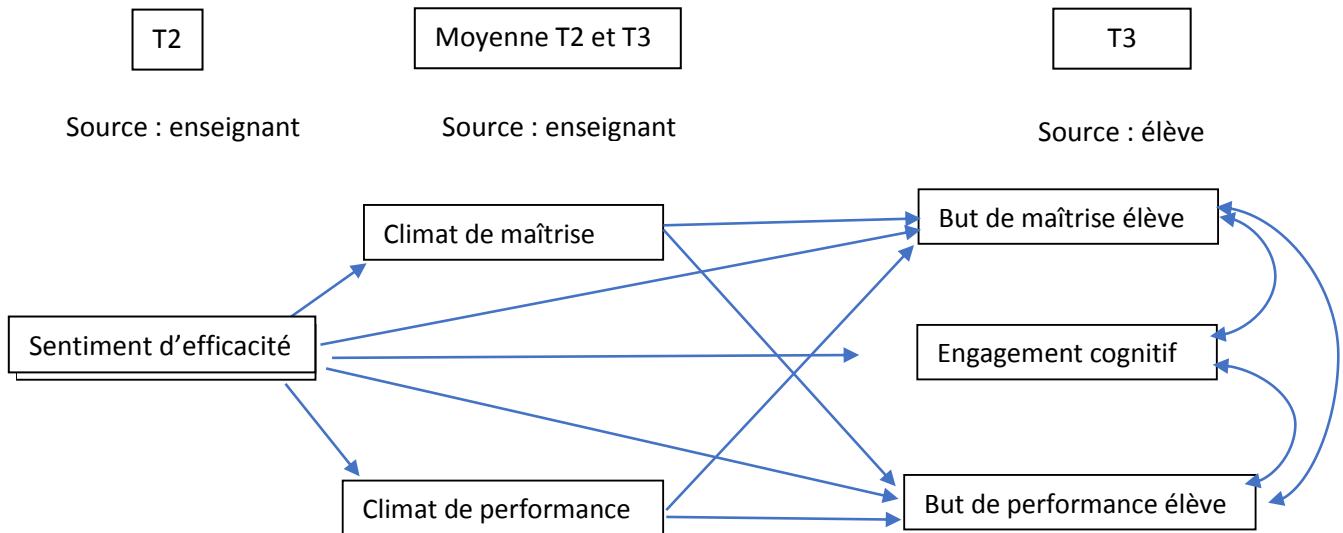 T2
Moyenne T2 et T3
T3
Source : enseignant
Source : enseignant
Source : élève
Climat de maîtrise
But de maîtrise élève
Sentiment d’efficacité
Engagement cognitif
Climat de performance
But de performance élève